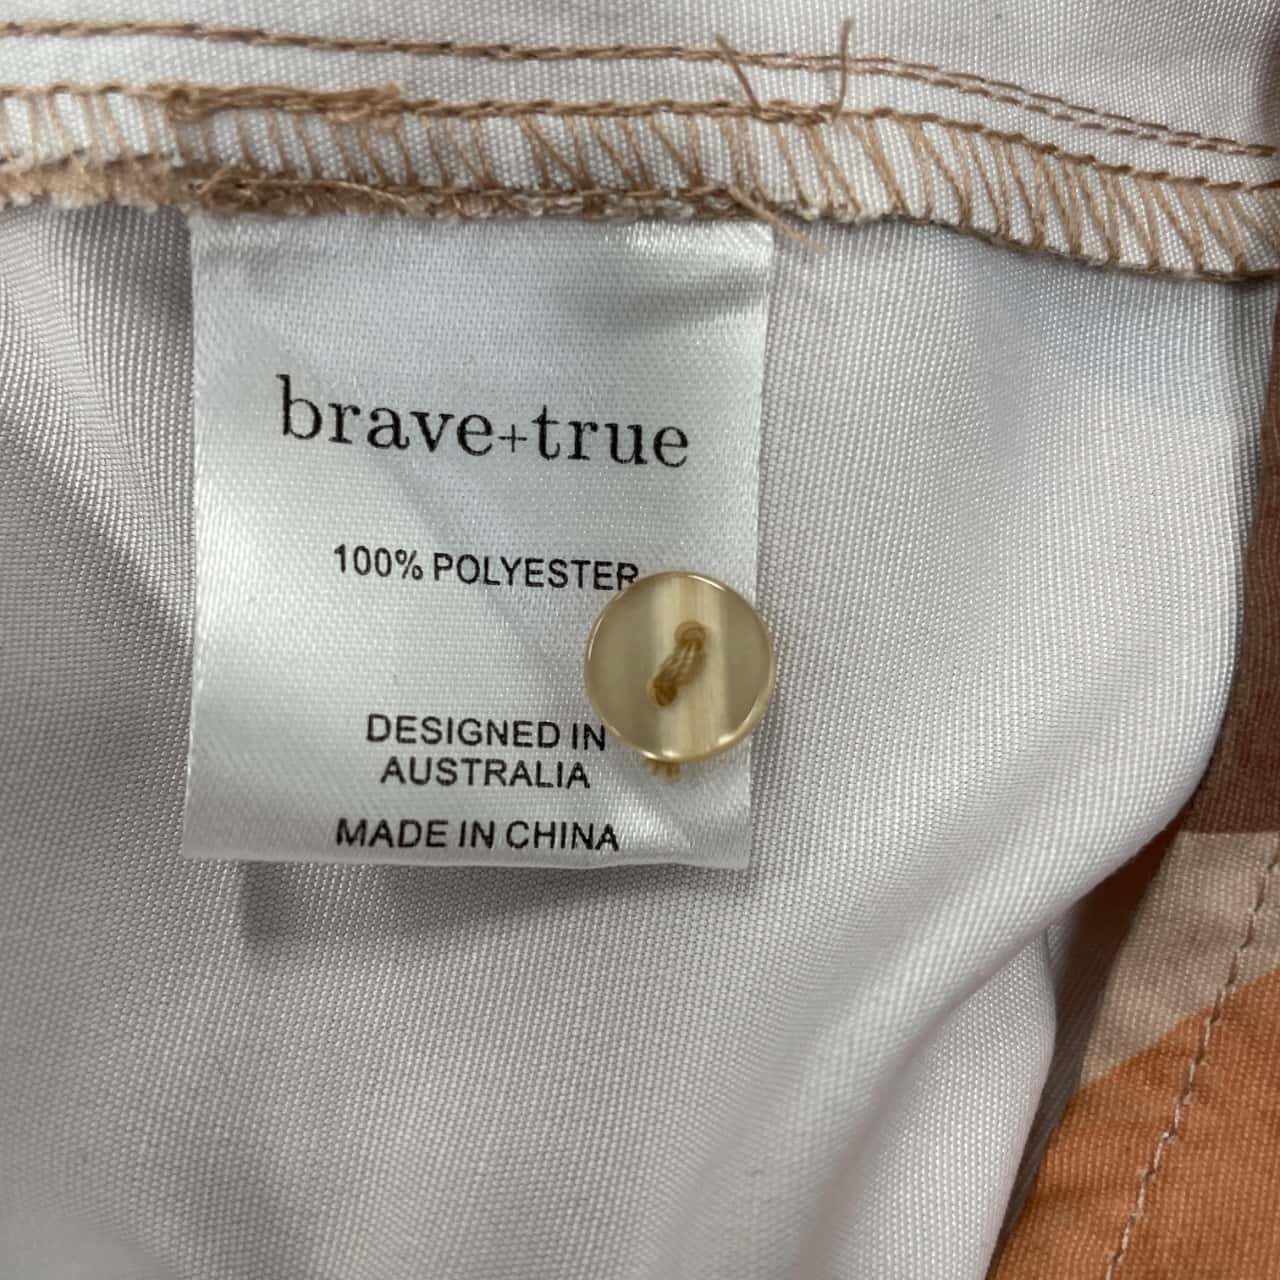 brave+true
100% POLYESTER
DESIGNED IN
AUSTRALIA
MADE IN CHINA